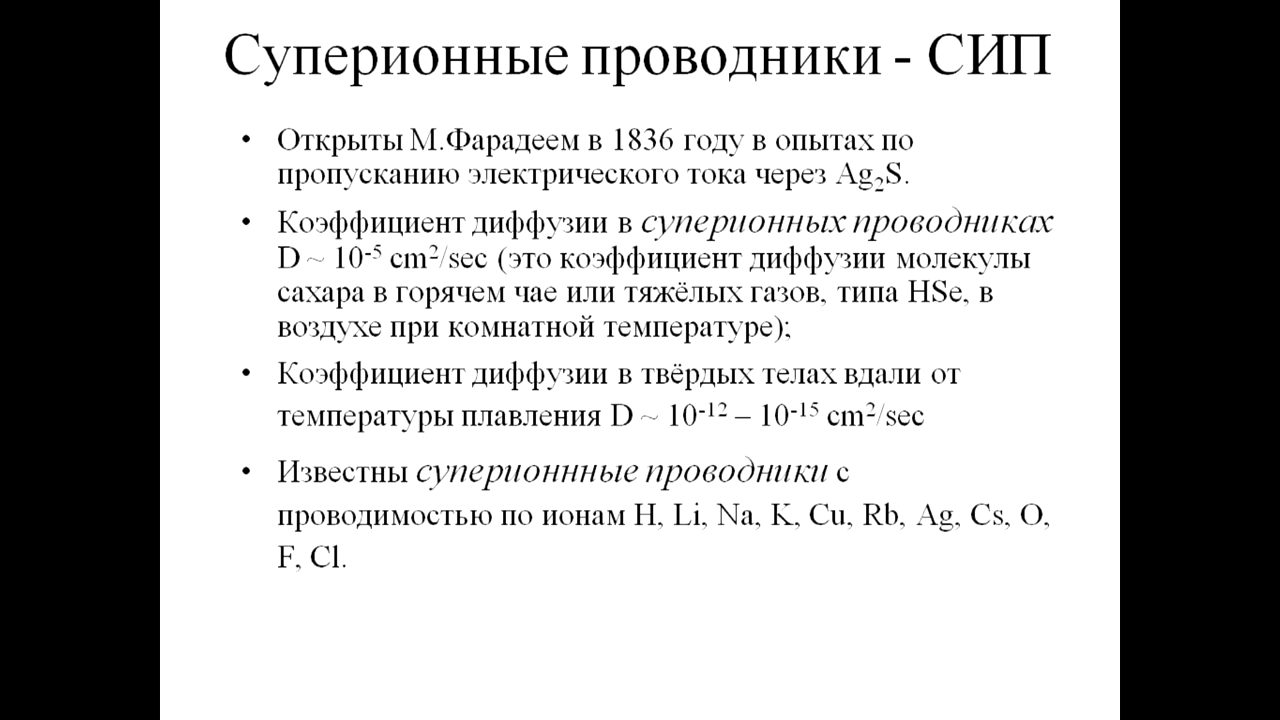 Суперионные проводники - СИП
• Открыты М.Фарадеем в 1836 году в опытах по
пропусканию электрического тока через Ag₂S.
• Коэффициент диффузии в суперионных проводниках
D ~ 10⁻⁵ cm²/sec (это коэффициент диффузии молекулы
сахара в горячем чае или тяжёлых газов, типа HSe, в
воздухе при комнатной температуре);
• Коэффициент диффузии в твёрдых телах вдали от
температуры плавления D ~ 10⁻¹² – 10⁻¹⁵ cm²/sec
• Известны суперионнные проводники с
проводимостью по ионам H, Li, Na, K, Cu, Rb, Ag, Cs, O,
F, Cl.